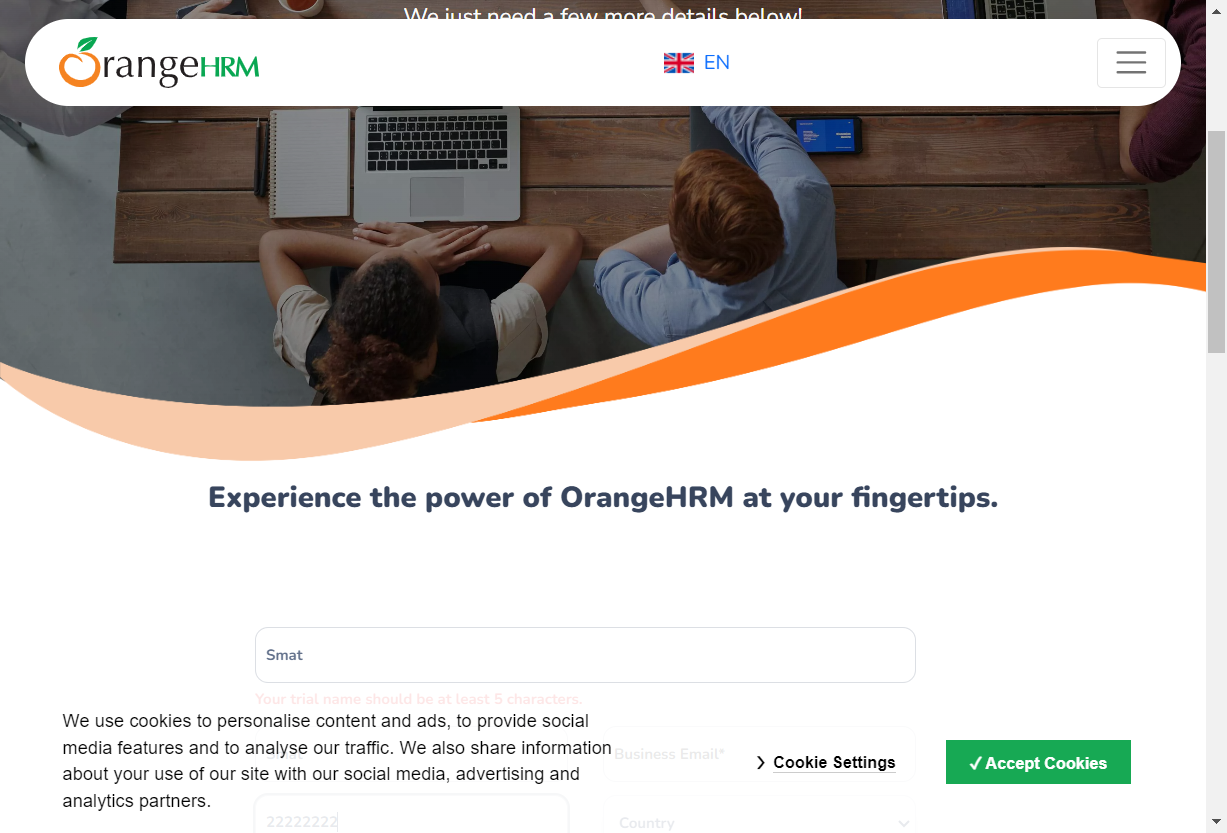 We just need a few more details below!
OrangeHRM
EN
Experience the power of OrangeHRM at your fingertips.
Smat
Your trial name should be at least 5 characters.
We use cookies to personalise content and ads, to provide social
media features and to analyse our traffic. We also share information
about your use of our site with our social media, advertising and
analytics partners.
Business Email*
Cookie Settings
✓ Accept Cookies
22222222
Country